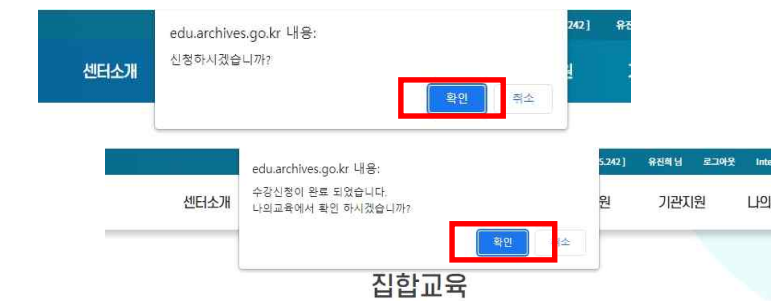 242 ]
edu.archives.go.kr 내용:
신청하시겠습니까?
센터소개
확인
취소
5.242 ] 유진희 님 로그아웃
edu.archives.go.kr 내용:
수강신청이 완료 되었습니다.
나의교육에서 확인 하시겠습니까?
센터소개
원 기관지원 나의
확인
소
집합교육